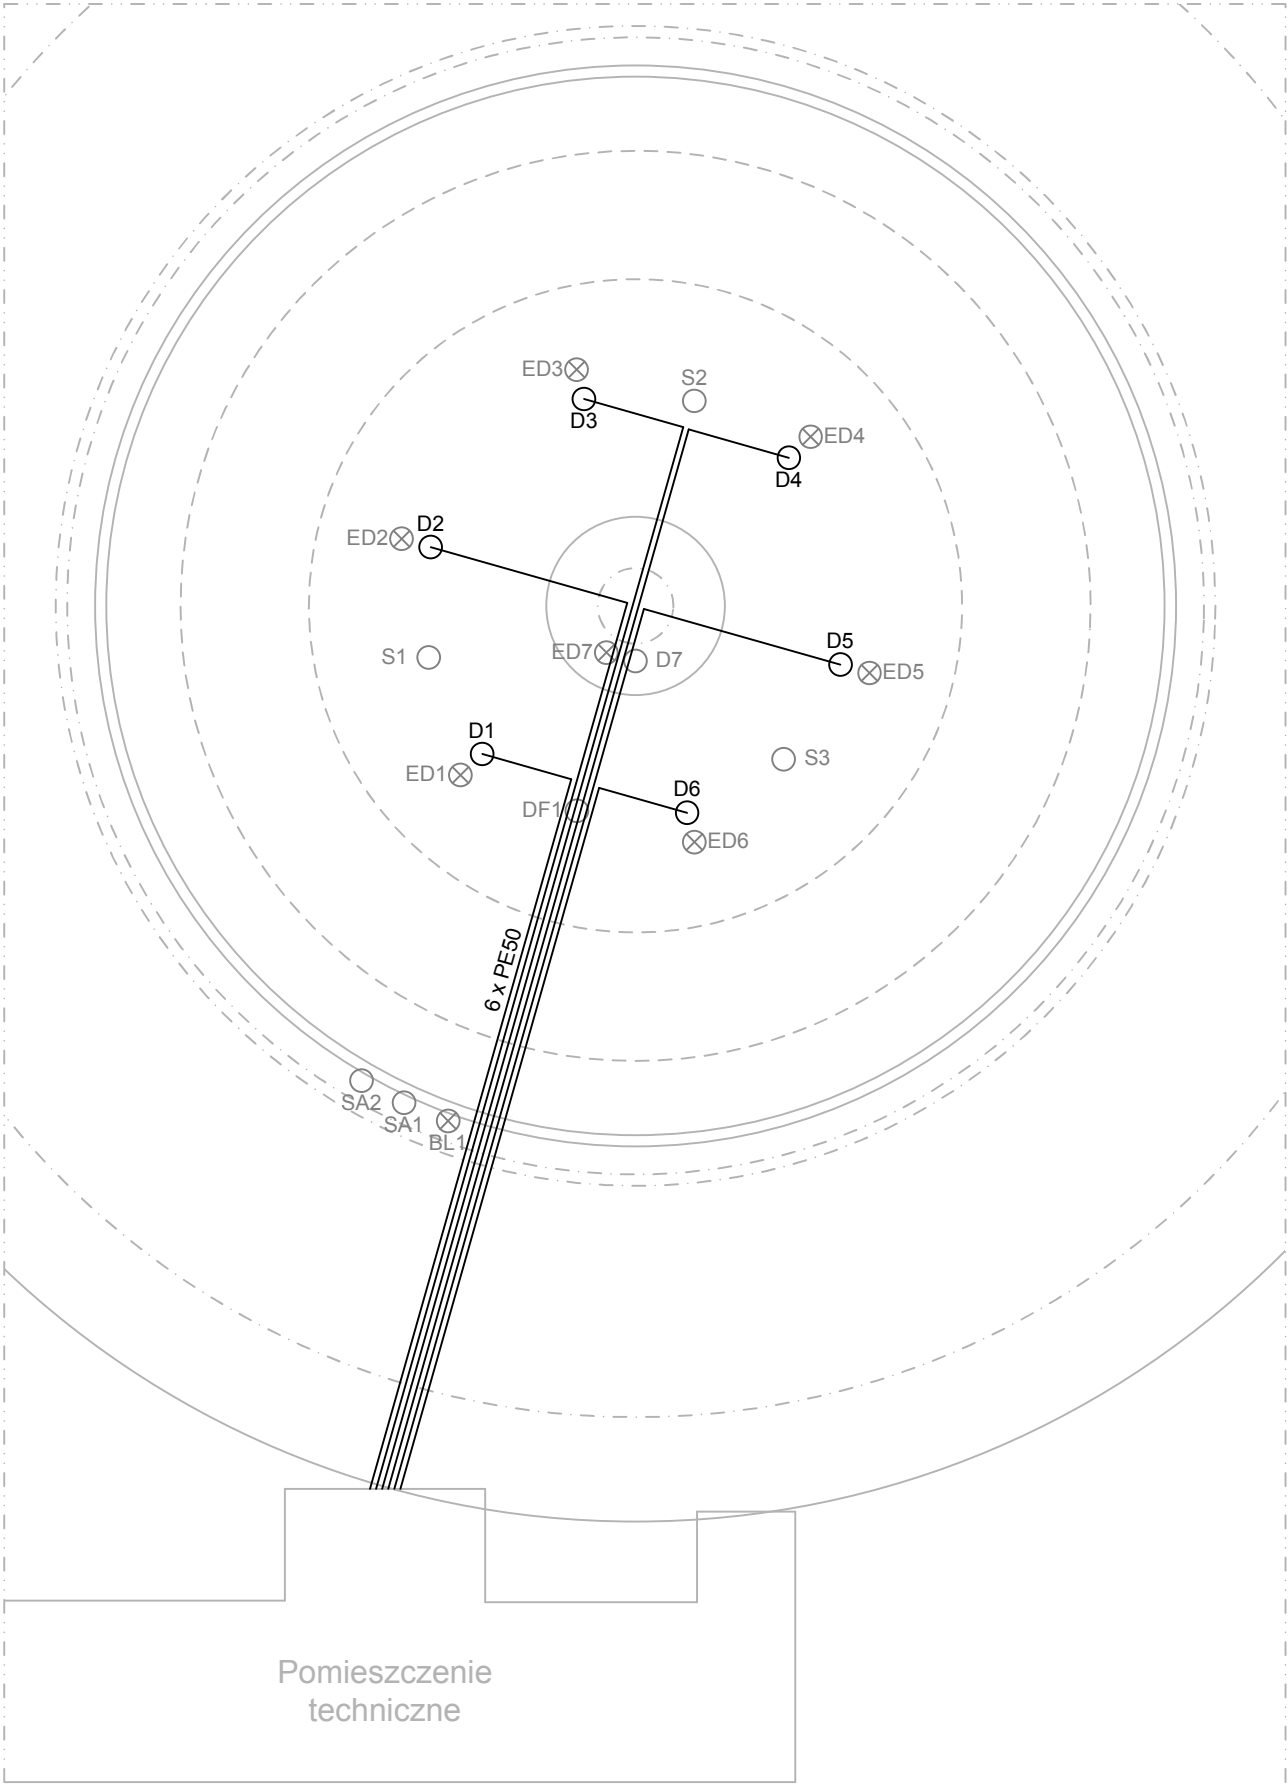 ED3
S2
D3
ED4
D4
ED2
D2
D5
S1
ED7
D7
ED5
D1
S3
ED1
D6
DF1
ED6
6 x PE50
SA2
SA1
BL1
Pomieszczenie
techniczne